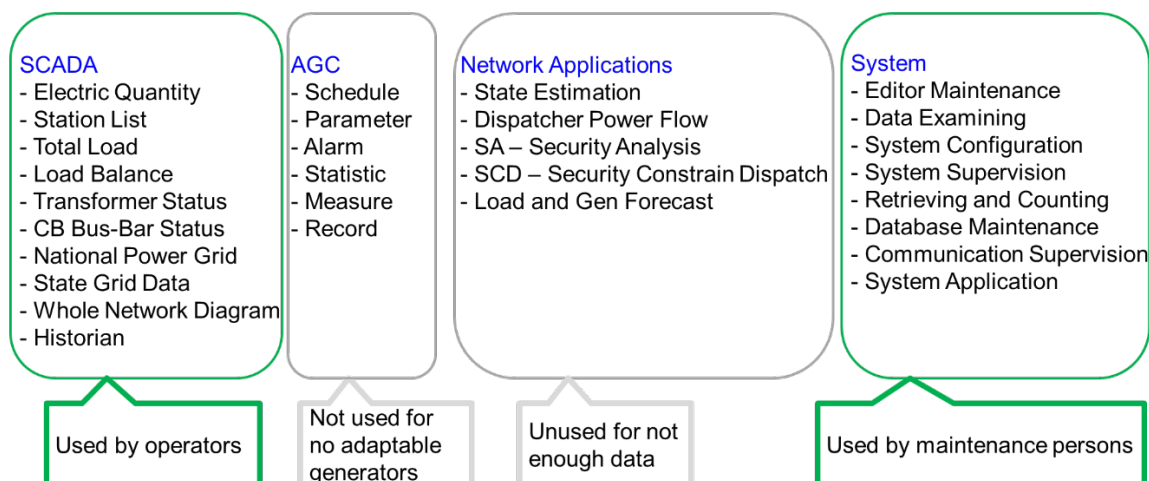 SCADA
- Electric Quantity
- Station List
- Total Load
- Load Balance
- Transformer Status
- CB Bus-Bar Status
- National Power Grid
- State Grid Data
- Whole Network Diagram
- Historian
AGC
- Schedule
- Parameter
- Alarm
- Statistic
- Measure
- Record
Network Applications
- State Estimation
- Dispatcher Power Flow
- SA – Security Analysis
- SCD – Security Constrain Dispatch
- Load and Gen Forecast
System
- Editor Maintenance
- Data Examining
- System Configuration
- System Supervision
- Retrieving and Counting
- Database Maintenance
- Communication Supervision
- System Application
Used by operators
Not used for
no adaptable
generators
Unused for not
enough data
Used by maintenance persons